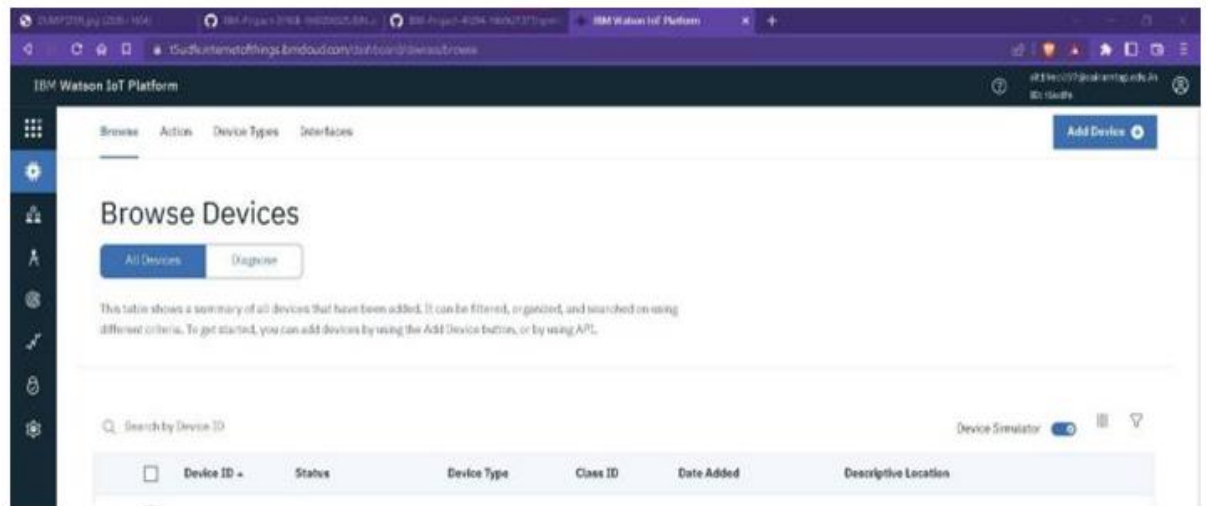 IBM Watson IoT Platform
IBM Watson IoT Platform
Browse Action Device Types Interfaces
Add Device
Browse Devices
All Devices Diagnose
This table shows a summary of all devices that have been added. It can be filtered, organized, and searched on using
different criteria. To get started, you can add devices by using the Add Device button, or by using API.
Search by Device ID
Device Simulator
Device ID Status Device Type Class ID Date Added Descriptive Location